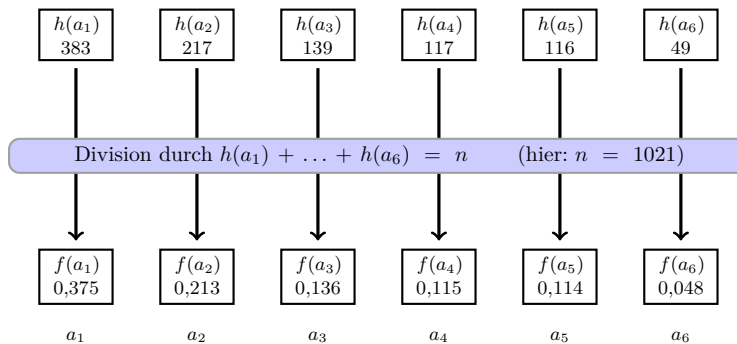 h(a₁) h(a₂) h(a₃) h(a₄) h(a₅) h(a₆)
383 217 139 117 116 49
Division durch h(a₁) + … + h(a₆) = n (hier: n = 1021)
f(a₁) f(a₂) f(a₃) f(a₄) f(a₅) f(a₆)
0,375 0,213 0,136 0,115 0,114 0,048
a₁ a₂ a₃ a₄ a₅ a₆